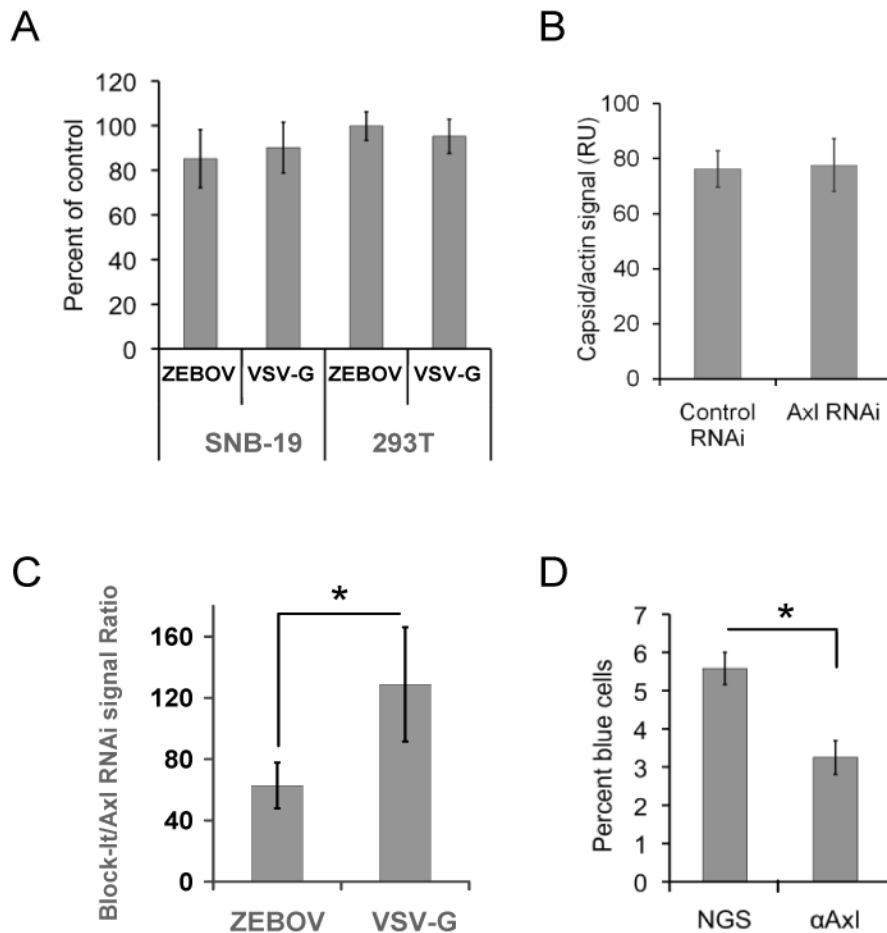 A
Percent of control
120
100
80
60
40
20
0
ZEBOV VSV-G ZEBOV VSV-G
SNB-19 293T
B
Capsid/actin signal (RU)
100
80
60
40
20
0
Control RNAi Axl RNAi
C
Block-It/Axl RNAi signal Ratio
160
120
80
40
0
*
ZEBOV VSV-G
D
Percent blue cells
7
6
5
4
3
2
1
0
*
NGS αAxl